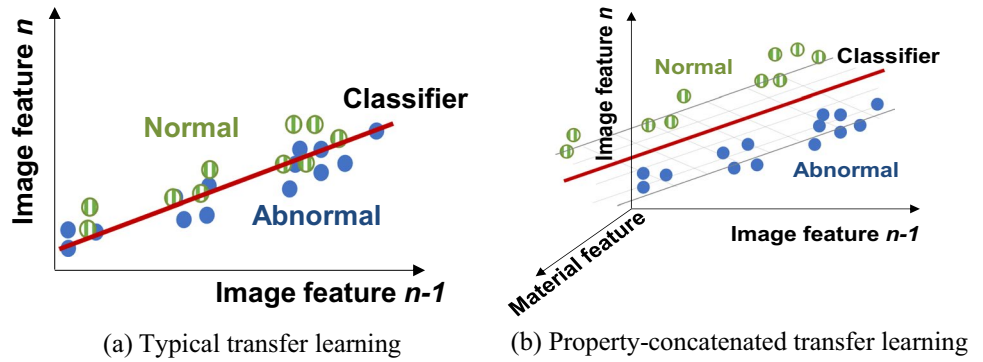 Image feature n
Normal
Classifier
Abnormal
Image feature n-1
(a) Typical transfer learning
Image feature n
Normal
Classifier
Abnormal
Image feature n-1
Material feature
(b) Property-concatenated transfer learning